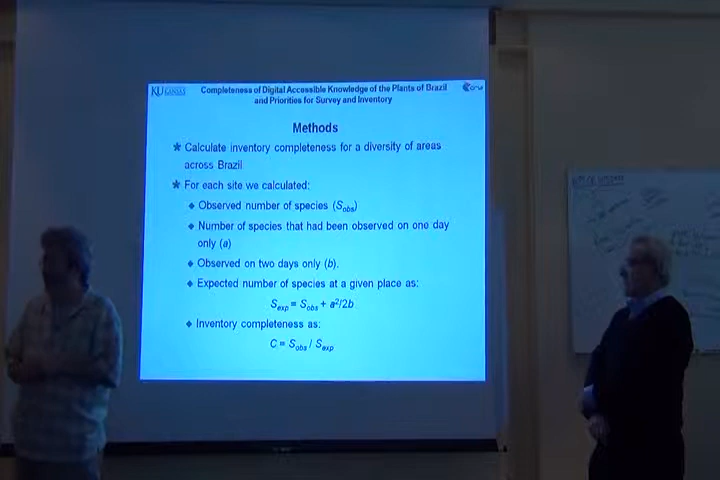 KU KANSAS
Completeness of Digital Accessible Knowledge of the Plants of Brazil
and Priorities for Survey and Inventory
Methods
* Calculate inventory completeness for a diversity of areas
across Brazil
* For each site we calculated:
◆ Observed number of species (Sobs)
◆ Number of species that had been observed on one day
only (a)
◆ Observed on two days only (b).
◆ Expected number of species at a given place as:
Sexp = Sobs + a²/2b
◆ Inventory completeness as:
C = Sobs / Sexp